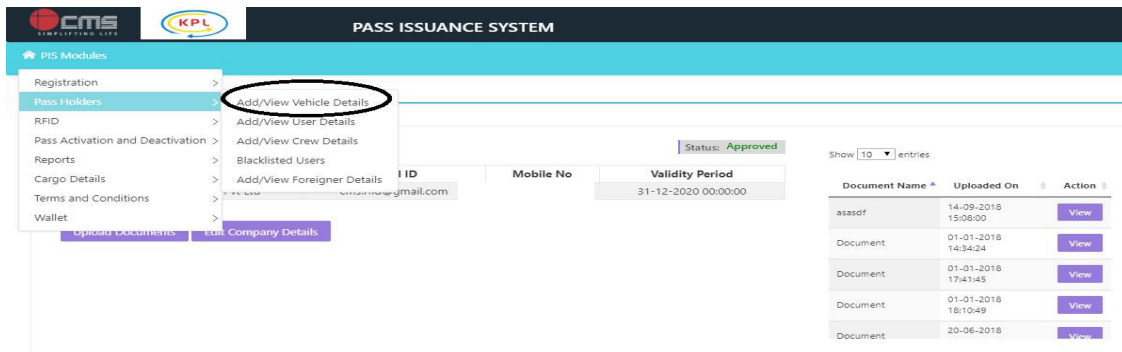 CMS
SIMPLIFYING LIFE
KPL
PASS ISSUANCE SYSTEM
PIS Modules
Registration >
Pass Holders >
RFID >
Pass Activation and Deactivation >
Reports >
Cargo Details >
Terms and Conditions >
Wallet >
Add/View Vehicle Details
Add/View User Details
Add/View Crew Details
Blacklisted Users
Add/View Foreigner Details
Status: Approved
ID Mobile No Validity Period
Ltd @gmail.com 31-12-2020 00:00:00
Upload Documents Edit Company Details
Show 10 entries
Document Name Uploaded On Action
asasdf 14-09-2018 15:08:00 View
Document 01-01-2018 14:34:24 View
Document 01-01-2018 17:41:45 View
Document 01-01-2018 18:10:49 View
Document 20-06-2018 View